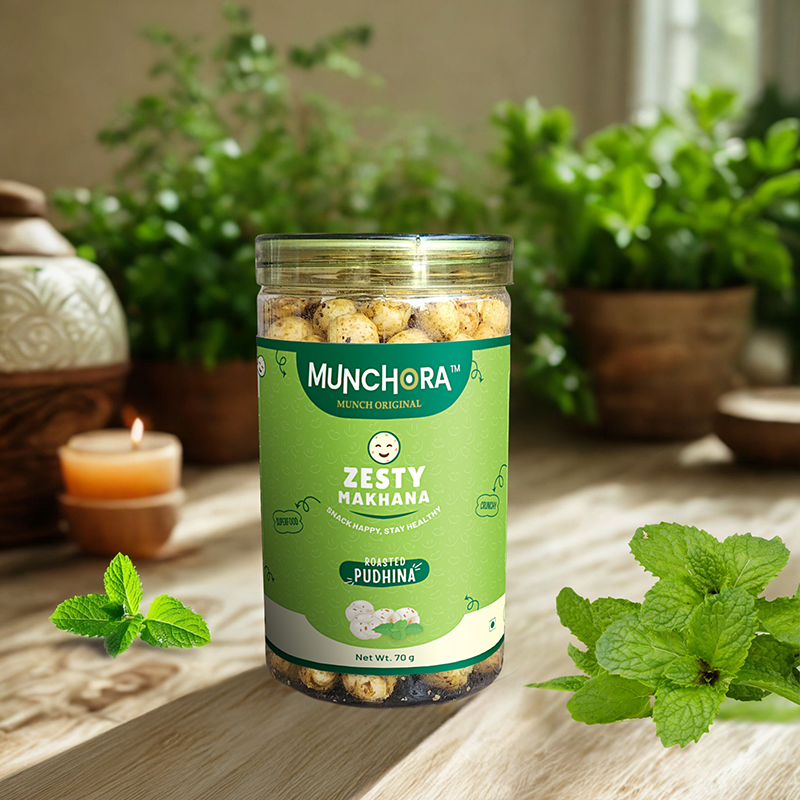 MUNCHORA™
MUNCH ORIGINAL
ZESTY
MAKHANA
SNACK HAPPY, STAY HEALTHY
SUPERFOOD
CRUNCHY
ROASTED
PUDHINA
Net Wt. 70 g